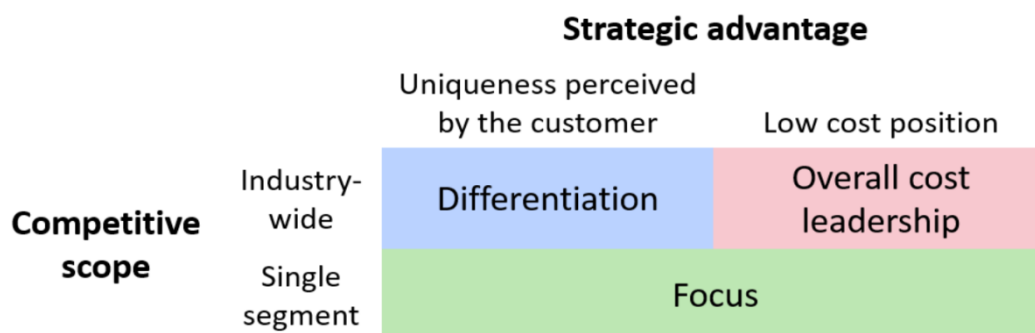 Strategic advantage
Uniqueness perceived
by the customer
Low cost position
Industry-
wide
Differentiation
Overall cost
leadership
Competitive
scope
Single
segment
Focus